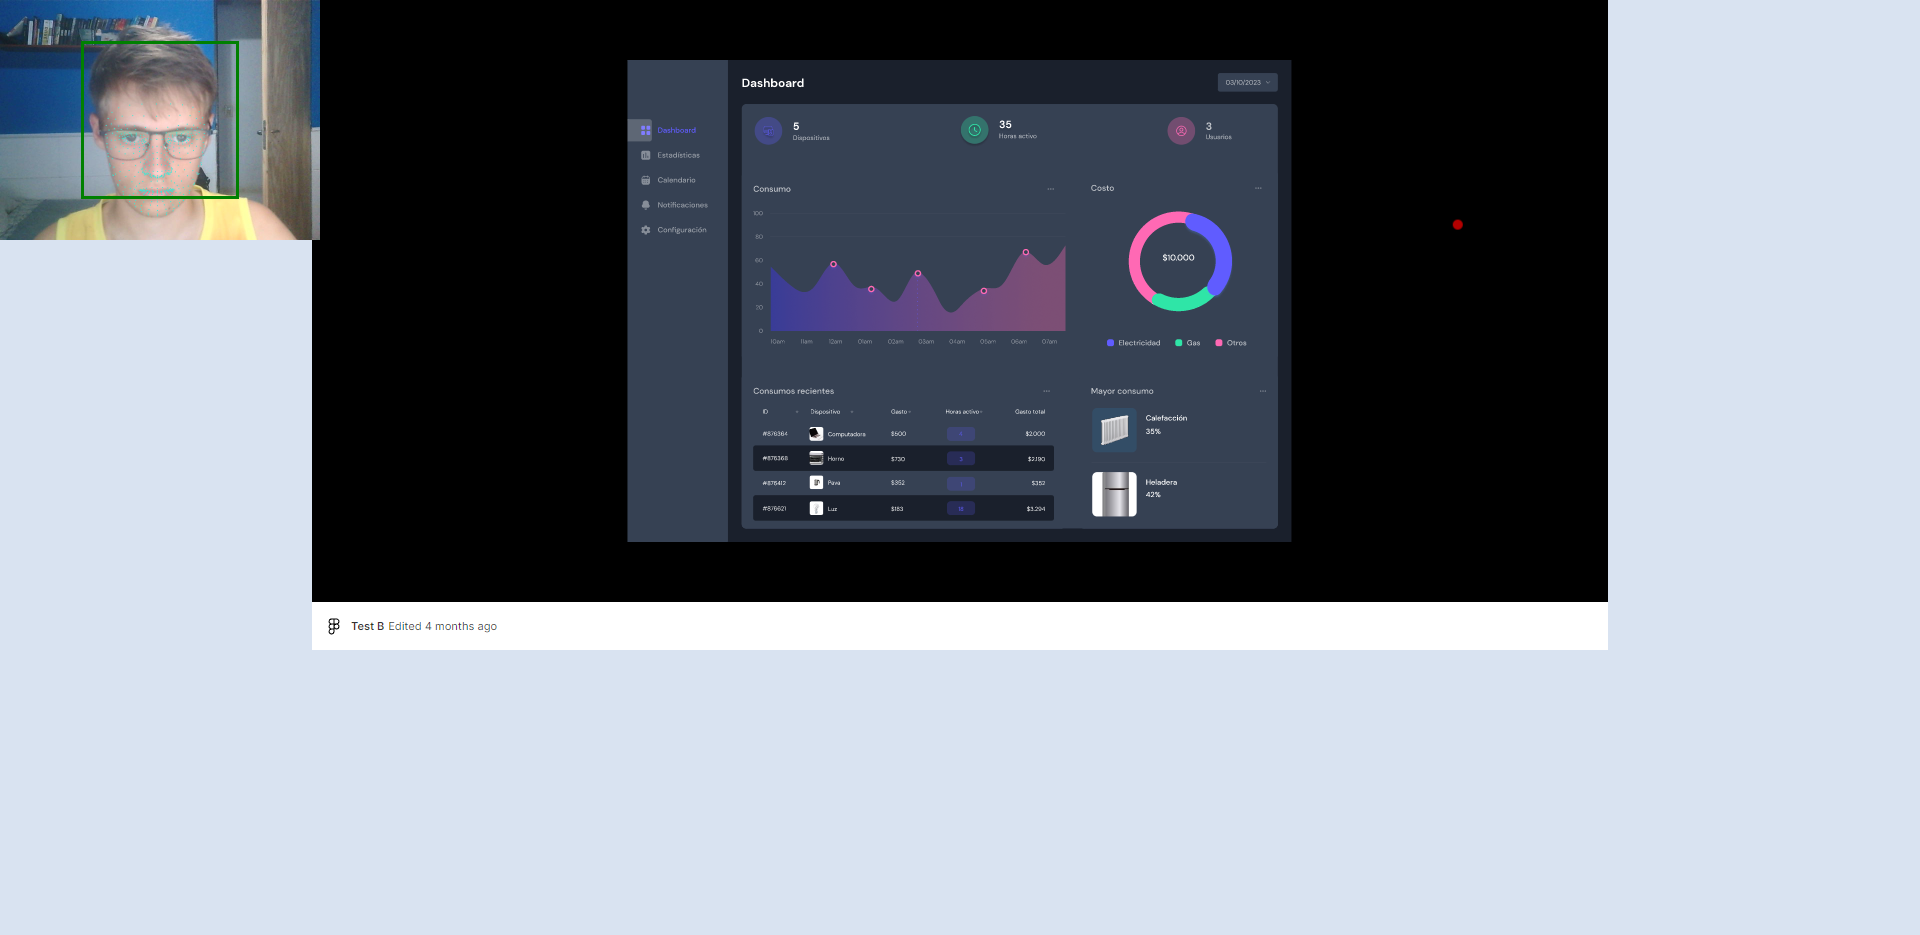 Dashboard
03/10/2023
Dashboard
Estadísticas
Calendario
Notificaciones
Configuración
5
Dispositivos
35
Horas activo
3
Usuarios
Consumo
100
80
60
40
20
0
10am 11am 12am 01am 02am 03am 04am 05am 06am 07am
Costo
$10.000
Electricidad Gas Otros
Consumos recientes
ID Dispositivo Gasto Horas activo Gasto total
#876364 Computadora $500 $2.000
#876368 Horno $730 3 $2.190
#876412 Pava $352 1 $352
#876621 Luz $183 18 $3.294
Mayor consumo
Calefacción
35%
Heladera
42%
Test B Edited 4 months ago